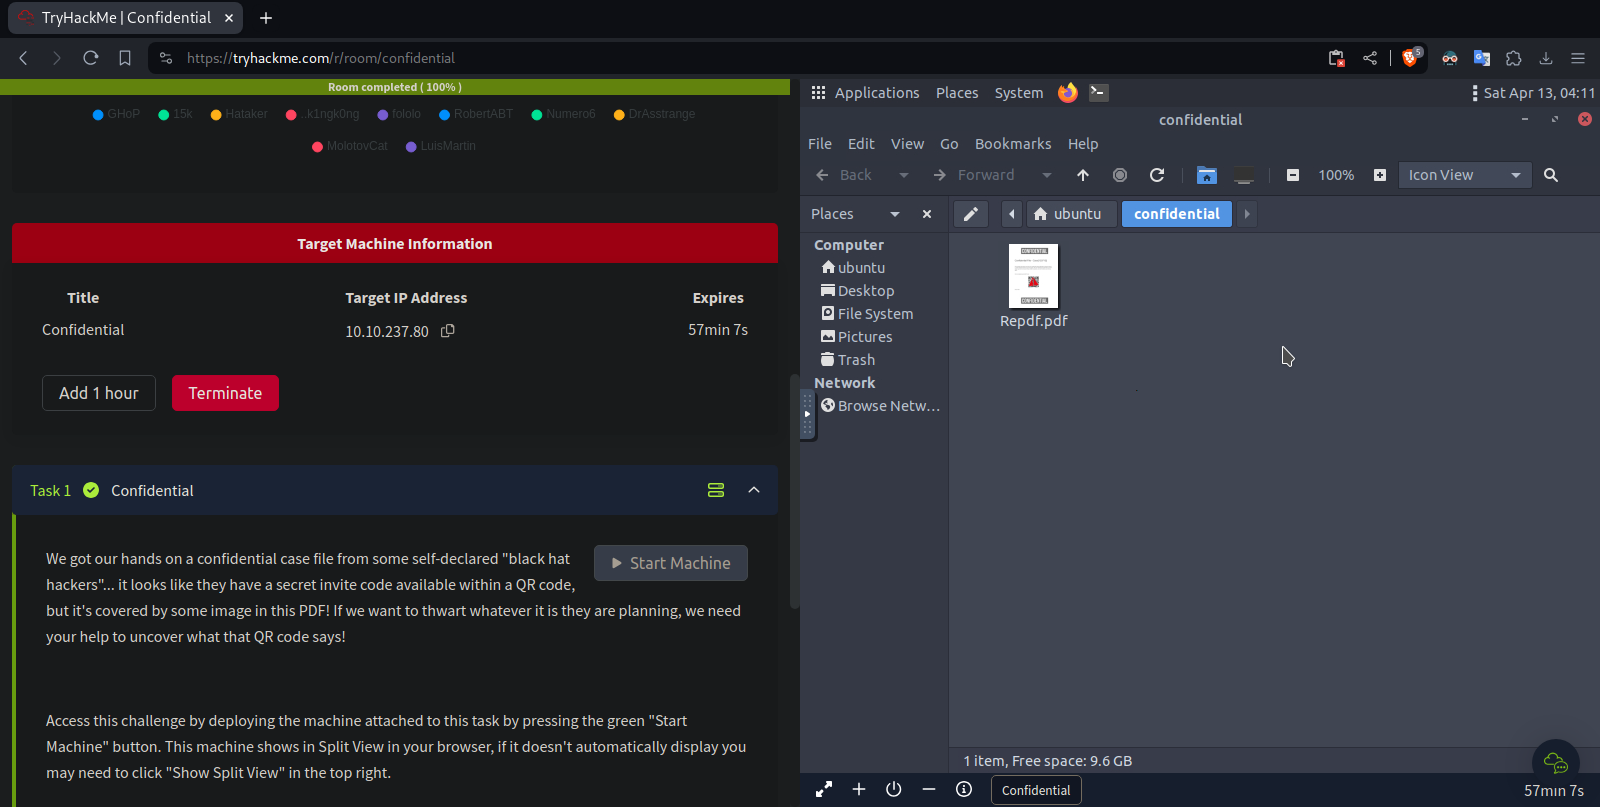 TryHackMe | Confidential
https://tryhackme.com/r/room/confidential
5
Room completed ( 100% )
GHoP 15k Hataker ..k1ngk0ng fololo RobertABT Numero6 DrAsstrange
MolotovCat LuisMartin
Target Machine Information
Title Target IP Address Expires
Confidential 10.10.237.80 57min 7s
Add 1 hour Terminate
Task 1 Confidential
We got our hands on a confidential case file from some self-declared "black hat
hackers"... it looks like they have a secret invite code available within a QR code,
but it's covered by some image in this PDF! If we want to thwart whatever it is they are planning, we need
your help to uncover what that QR code says!
Start Machine
Access this challenge by deploying the machine attached to this task by pressing the green "Start
Machine" button. This machine shows in Split View in your browser, if it doesn't automatically display you
may need to click "Show Split View" in the top right.
Applications Places System Sat Apr 13, 04:11
confidential
File Edit View Go Bookmarks Help
Back Forward 100% Icon View
Places ubuntu confidential
Computer
ubuntu
Desktop
File System
Pictures
Trash
Network
Browse Netw...
CONFIDENTIAL
CONFIDENTIAL
Repdf.pdf
1 item, Free space: 9.6 GB
Confidential 57min 7s